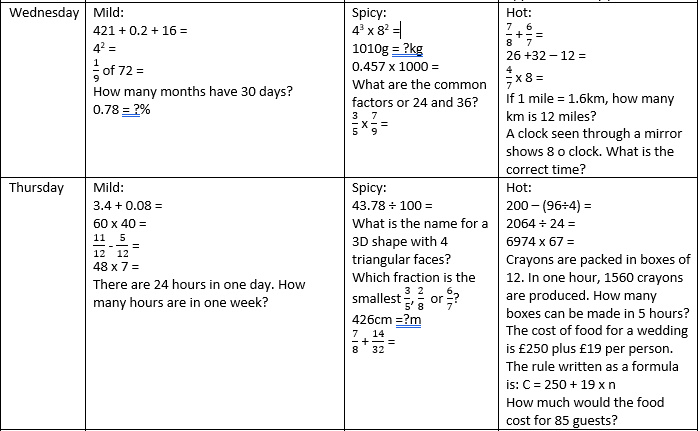 Wednesday
Mild:
421 + 0.2 + 16 =
4² =
1/9 of 72 =
How many months have 30 days?
0.78 = ?%
Spicy:
4³ x 8² =
1010g = ?kg
0.457 x 1000 =
What are the common
factors or 24 and 36?
3/5 x 7/9 =
Hot:
7/8 + 6/7 =
26 +32 – 12 =
4/7 x 8 =
If 1 mile = 1.6km, how many
km is 12 miles?
A clock seen through a mirror
shows 8 o clock. What is the
correct time?
Thursday
Mild:
3.4 + 0.08 =
60 x 40 =
11/12 - 5/12 =
48 x 7 =
There are 24 hours in one day. How
many hours are in one week?
Spicy:
43.78 ÷ 100 =
What is the name for a
3D shape with 4
triangular faces?
Which fraction is the
smallest 3/5, 2/8 or 6/7?
426cm =?m
7/8 + 14/32 =
Hot:
200 – (96÷4) =
2064 ÷ 24 =
6974 x 67 =
Crayons are packed in boxes of
12. In one hour, 1560 crayons
are produced. How many
boxes can be made in 5 hours?
The cost of food for a wedding
is £250 plus £19 per person.
The rule written as a formula
is: C = 250 + 19 x n
How much would the food
cost for 85 guests?